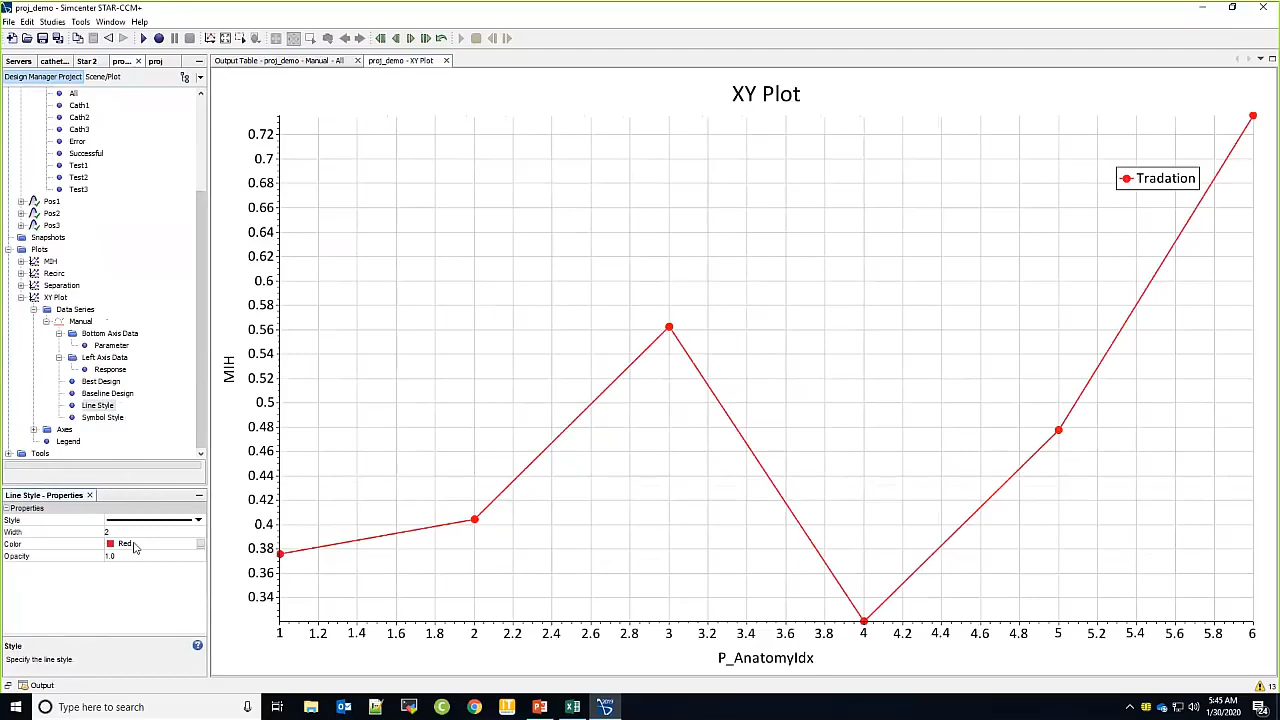 proj_demo - Simcenter STAR-CCM+
File Edit Studies Tools Window Help
Servers cathet... Star 2 pro... proj
Output Table - proj_demo - Manual - All proj_demo - XY Plot
Design Manager Project Scene/Plot
All
Cath1
Cath2
Cath3
Error
Successful
Test1
Test2
Test3
Pos1
Pos2
Pos3
Snapshots
Plots
MIH
Recirc
Separation
XY Plot
Data Series
Manual
Bottom Axis Data
Parameter
Left Axis Data
Response
Best Design
Baseline Design
Line Style
Symbol Style
Axes
Legend
Tools
Line Style - Properties
Properties
Style
Width 2
Color Red
Opacity 1.0
Style
Specify the line style.
Output
XY Plot
Tradation
MIH
0.72
0.7
0.68
0.66
0.64
0.62
0.6
0.58
0.56
0.54
0.52
0.5
0.48
0.46
0.44
0.42
0.4
0.38
0.36
0.34
1 1.2 1.4 1.6 1.8 2 2.2 2.4 2.6 2.8 3 3.2 3.4 3.6 3.8 4 4.2 4.4 4.6 4.8 5 5.2 5.4 5.6 5.8 6
P_AnatomyIdx
13
Type here to search
2019
5:45 AM
1/30/2020
24